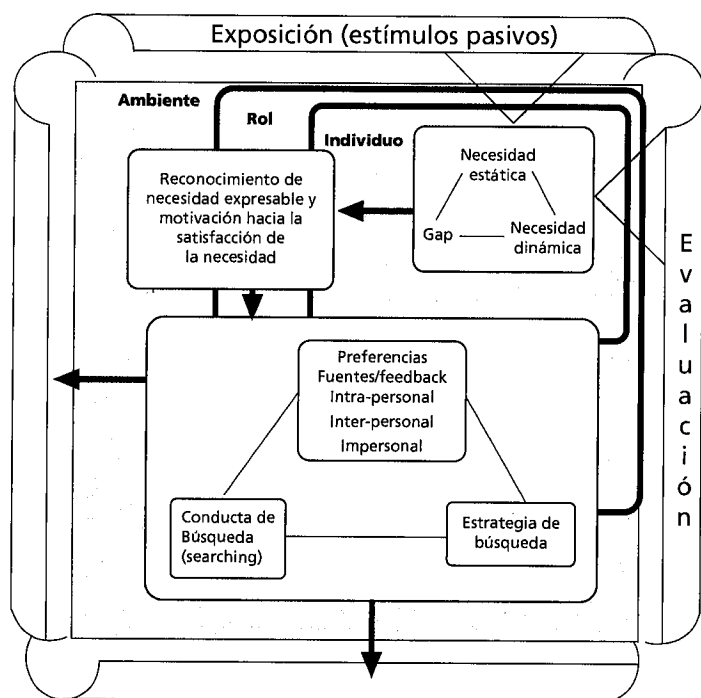 Exposición (estímulos pasivos)
Ambiente
Rol
Individuo
Necesidad
estática
Gap
Necesidad
dinámica
Reconocimiento de
necesidad expresable y
motivación hacia la
satisfacción de
la necesidad
Evaluación
Preferencias
Fuentes/feedback
Intra-personal
Inter-personal
Impersonal
Conducta de
Búsqueda
(searching)
Estrategia de
búsqueda